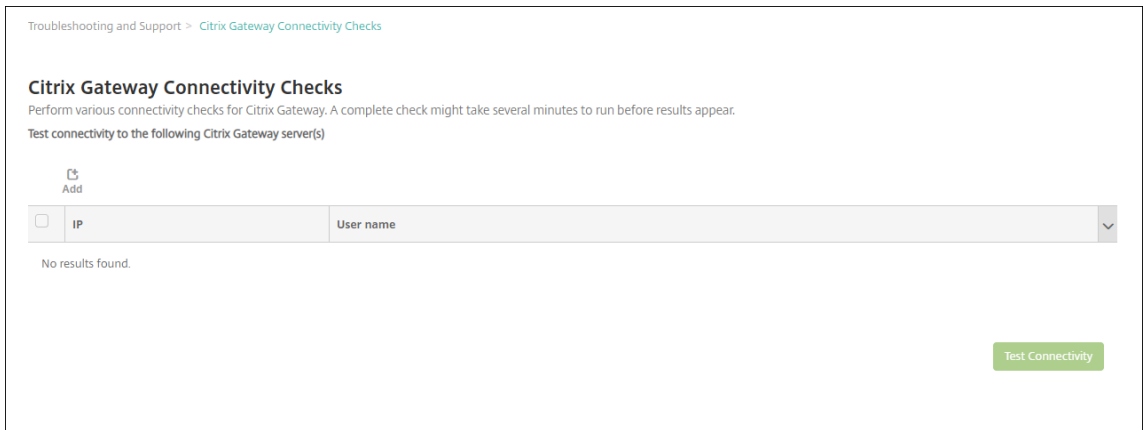 Troubleshooting and Support > Citrix Gateway Connectivity Checks
Citrix Gateway Connectivity Checks
Perform various connectivity checks for Citrix Gateway. A complete check might take several minutes to run before results appear.
Test connectivity to the following Citrix Gateway server(s)
Add
IP User name
No results found.
Test Connectivity